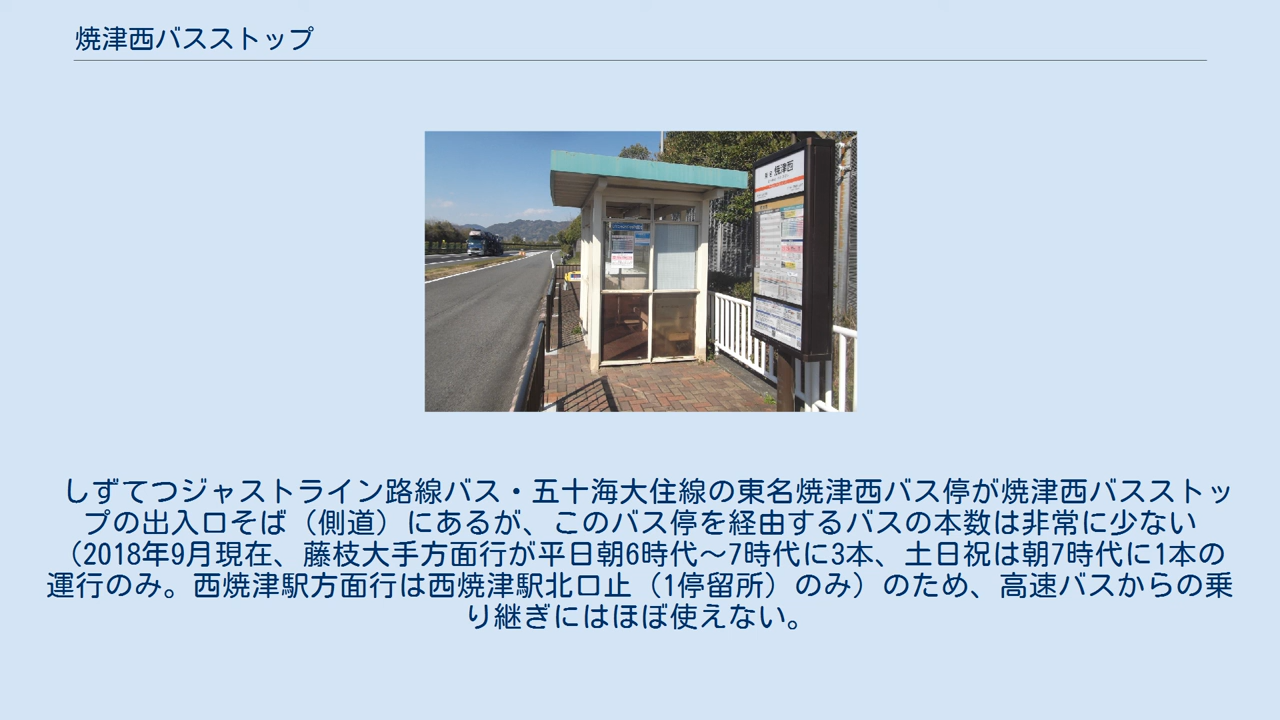 焼津西バスストップ
焼津西
しずてつジャストライン路線バス・五十海大住線の東名焼津西バス停が焼津西バスストッ
プの出入口そば（側道）にあるが、このバス停を経由するバスの本数は非常に少ない
（2018年9月現在、藤枝大手方面行が平日朝6時代～7時代に3本、土日祝は朝7時代に1本の
運行のみ。西焼津駅方面行は西焼津駅北口止（1停留所）のみ）のため、高速バスからの乗
り継ぎにはほぼ使えない。